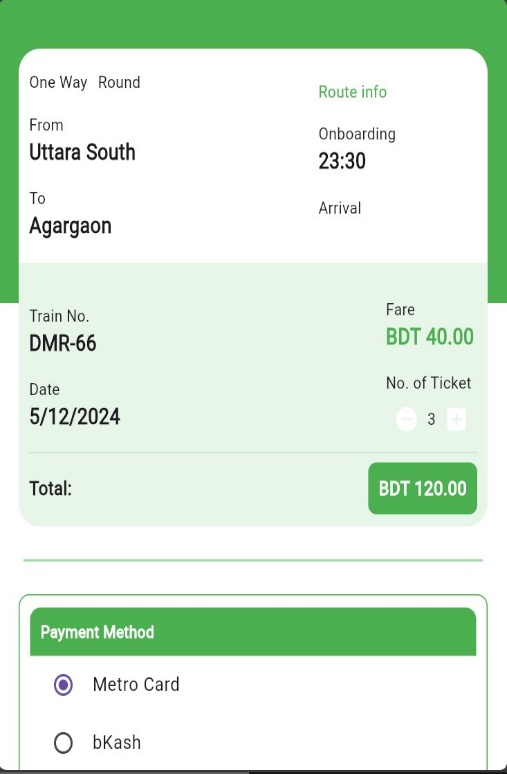 One Way Round
Route info
From
Uttara South
Onboarding
23:30
To
Agargaon
Arrival
Train No.
DMR-66
Fare
BDT 40.00
Date
5/12/2024
No. of Ticket
3
Total:
BDT 120.00
Payment Method
Metro Card
bKash